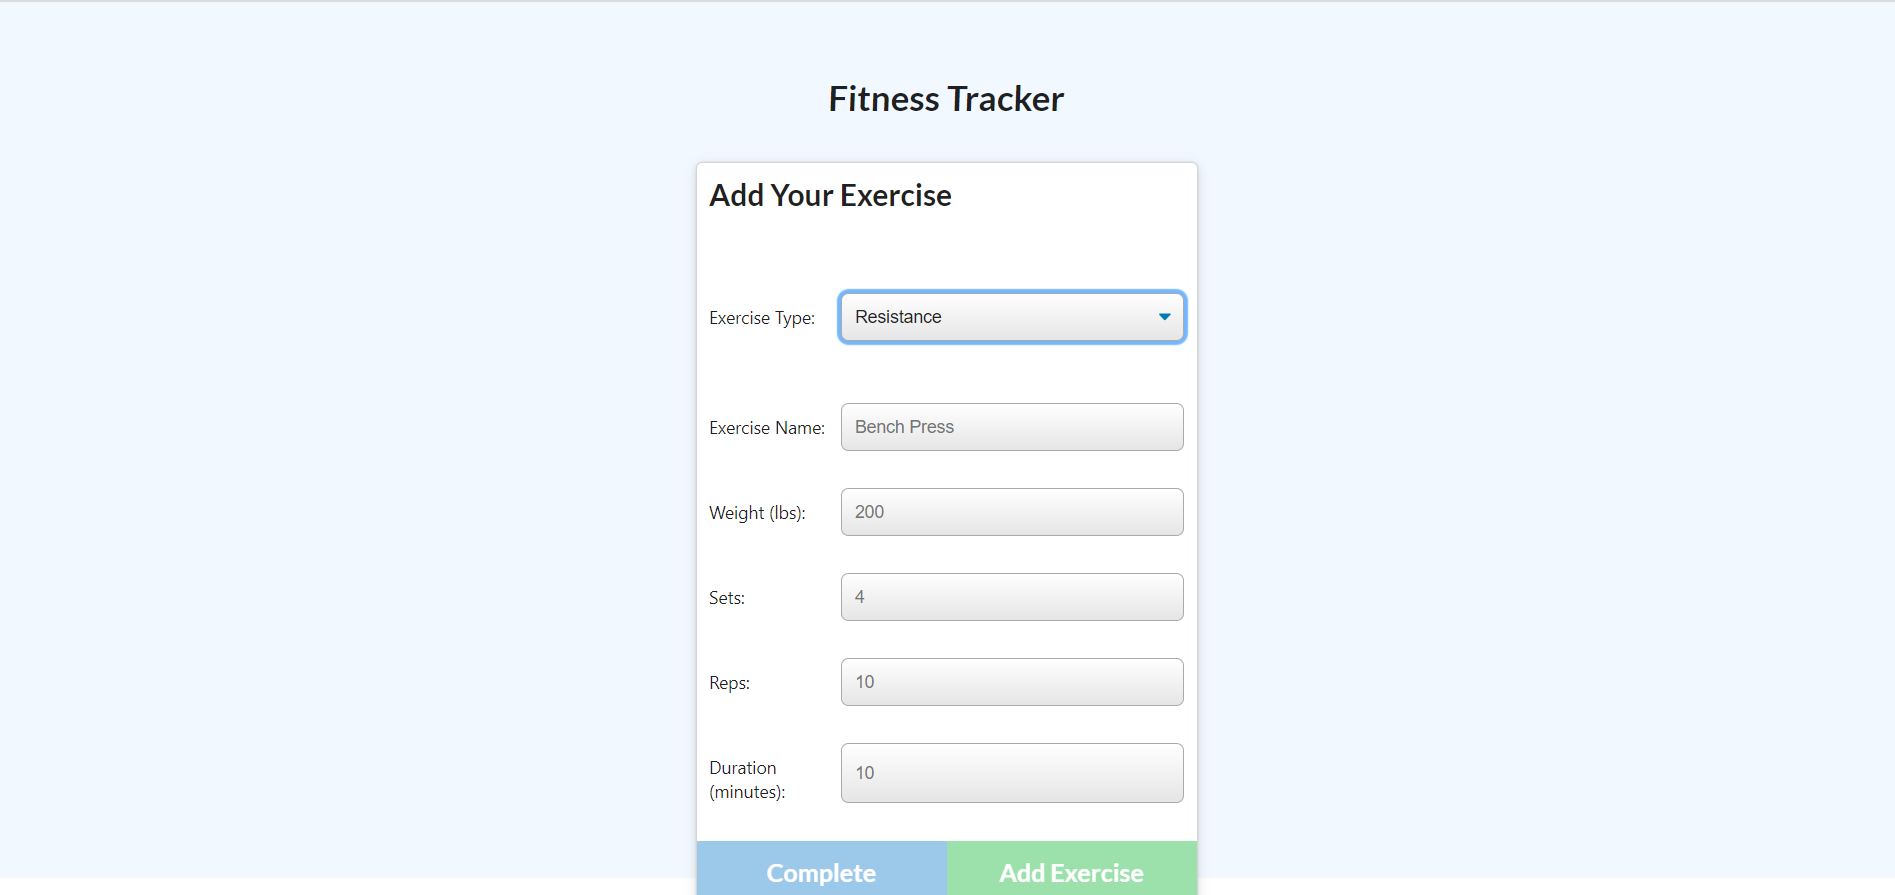 Fitness Tracker
Add Your Exercise
Exercise Type: Resistance
Exercise Name: Bench Press
Weight (lbs): 200
Sets: 4
Reps: 10
Duration (minutes): 10
Complete Add Exercise